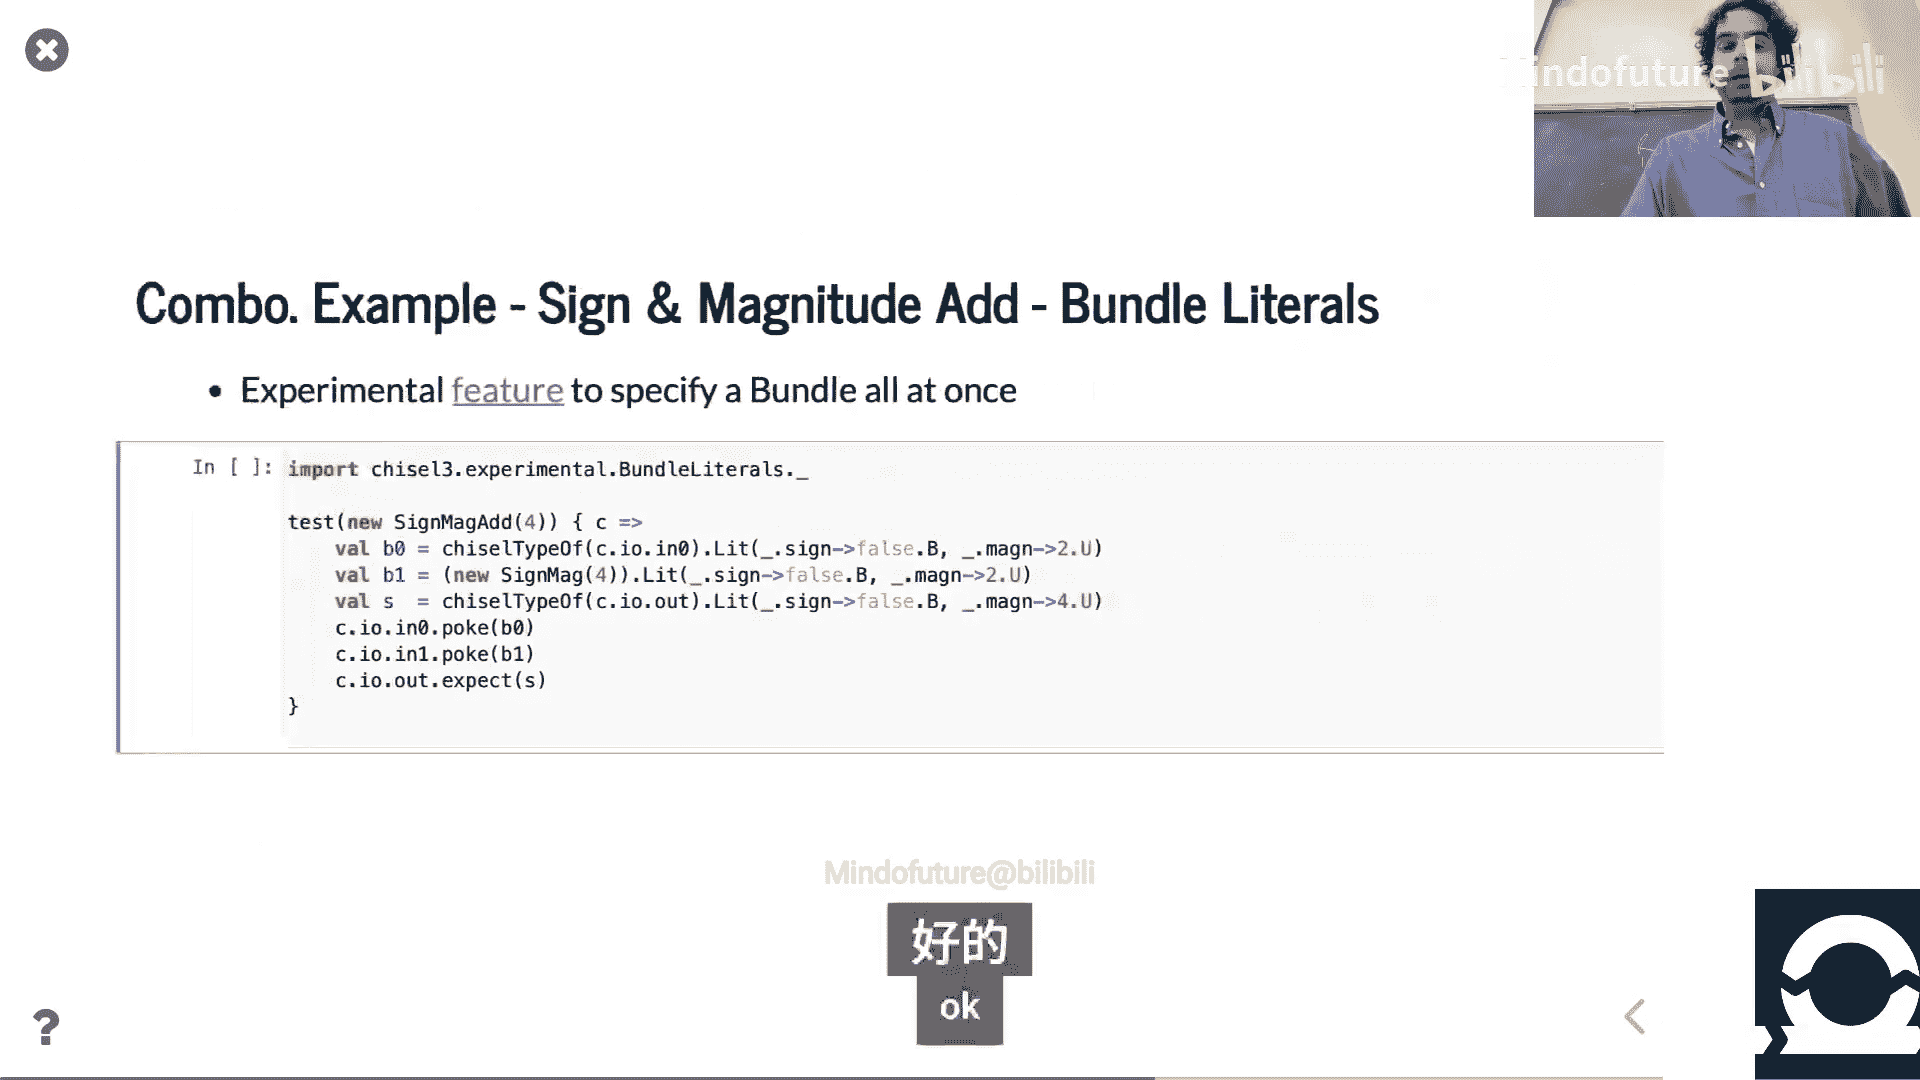 Mindofuture bilibili
Combo. Example - Sign & Magnitude Add - Bundle Literals
• Experimental feature to specify a Bundle all at once
In [ ]: import chisel3.experimental.BundleLiterals._
test(new SignMagAdd(4)) { c =>
    val b0 = chiselTypeOf(c.io.in0).Lit(_.sign->false.B, _.magn->2.U)
    val b1 = (new SignMag(4)).Lit(_.sign->false.B, _.magn->2.U)
    val s  = chiselTypeOf(c.io.out).Lit(_.sign->false.B, _.magn->4.U)
    c.io.in0.poke(b0)
    c.io.in1.poke(b1)
    c.io.out.expect(s)
}
Mindofuture@bilibili
好的
ok
?